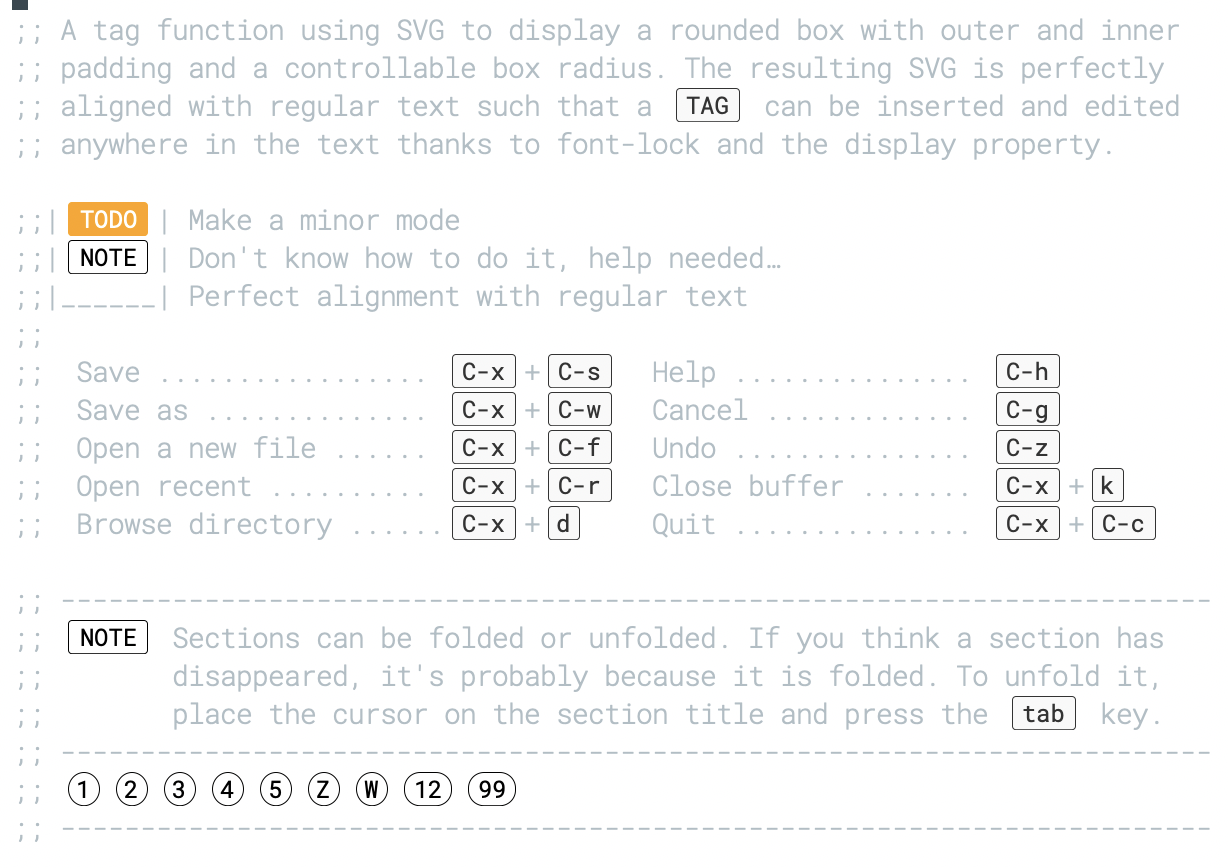 ;; A tag function using SVG to display a rounded box with outer and inner
;; padding and a controllable box radius. The resulting SVG is perfectly
;; aligned with regular text such that a TAG can be inserted and edited
;; anywhere in the text thanks to font-lock and the display property.
;;| TODO | Make a minor mode
;;| NOTE | Don't know how to do it, help needed…
;;|______| Perfect alignment with regular text
;;
;; Save ................. C-x + C-s Help ............... C-h
;; Save as .............. C-x + C-w Cancel ............. C-g
;; Open a new file ...... C-x + C-f Undo ............... C-z
;; Open recent .......... C-x + C-r Close buffer ....... C-x + k
;; Browse directory ...... C-x + d Quit ............... C-x + C-c
;; ------------------------------------------------------------------------
;; NOTE Sections can be folded or unfolded. If you think a section has
;; disappeared, it's probably because it is folded. To unfold it,
;; place the cursor on the section title and press the tab key.
;; ------------------------------------------------------------------------
;; 1 2 3 4 5 Z W 12 99
;; ------------------------------------------------------------------------